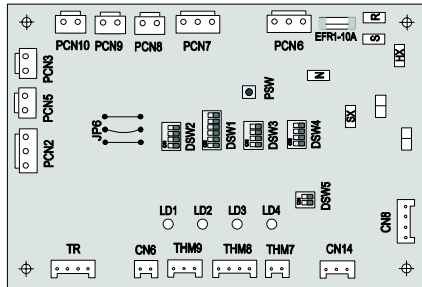 PCN10 PCN9 PCN8 PCN7 PCN6 EFR1-10A R
S
HX
PCN3
PCN5
PCN2
JP6
PSW
N
SX
DSW2 DSW1 DSW3 DSW4
DSW5
LD1 LD2 LD3 LD4
CN8
TR CN6 THM9 THM8 THM7 CN14